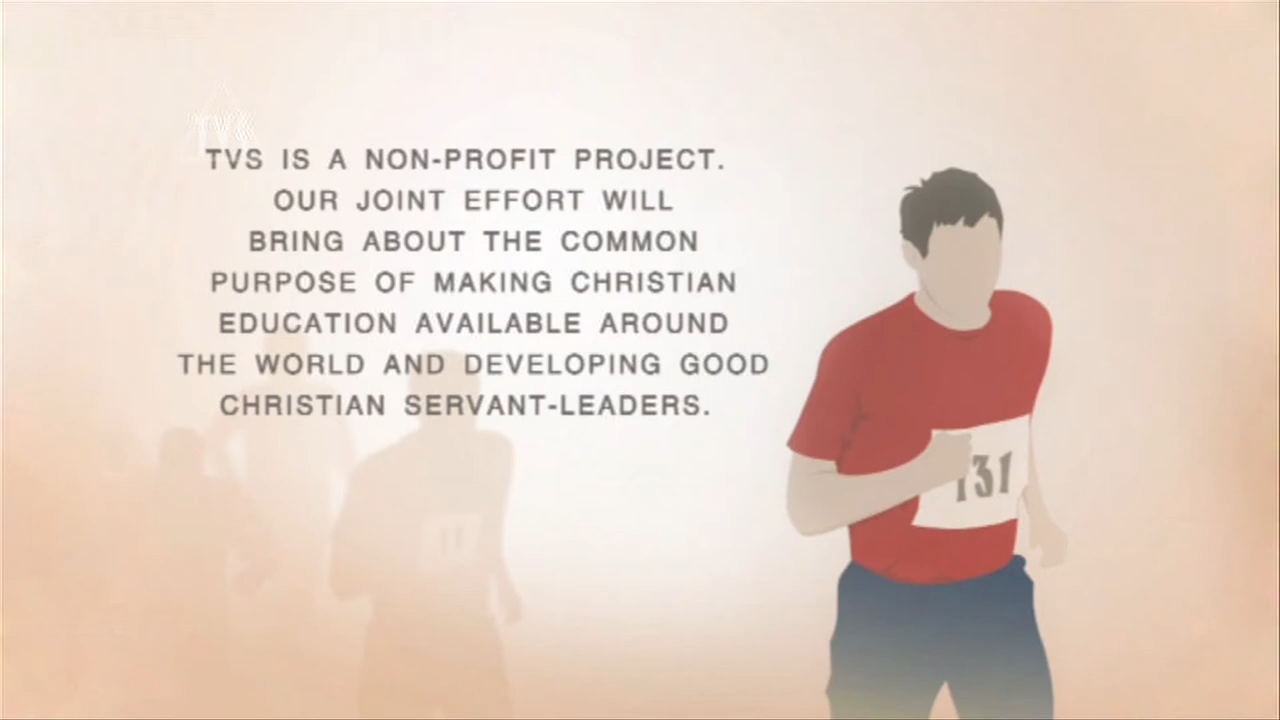 TVS
TVS IS A NON-PROFIT PROJECT.
OUR JOINT EFFORT WILL
BRING ABOUT THE COMMON
PURPOSE OF MAKING CHRISTIAN
EDUCATION AVAILABLE AROUND
THE WORLD AND DEVELOPING GOOD
CHRISTIAN SERVANT-LEADERS.
131